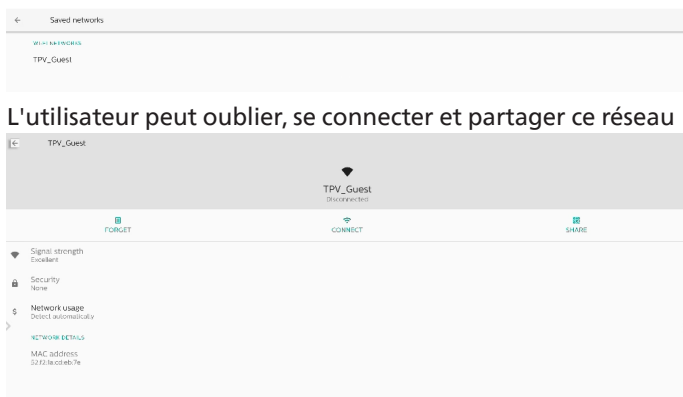 Saved networks
WI-FI NETWORKS
TPV_Guest
L'utilisateur peut oublier, se connecter et partager ce réseau
TPV_Guest
TPV_Guest
Disconnected
FORGET CONNECT SHARE
Signal strength
Excellent
Security
None
Network usage
Detect automatically
NETWORK DETAILS
MAC address